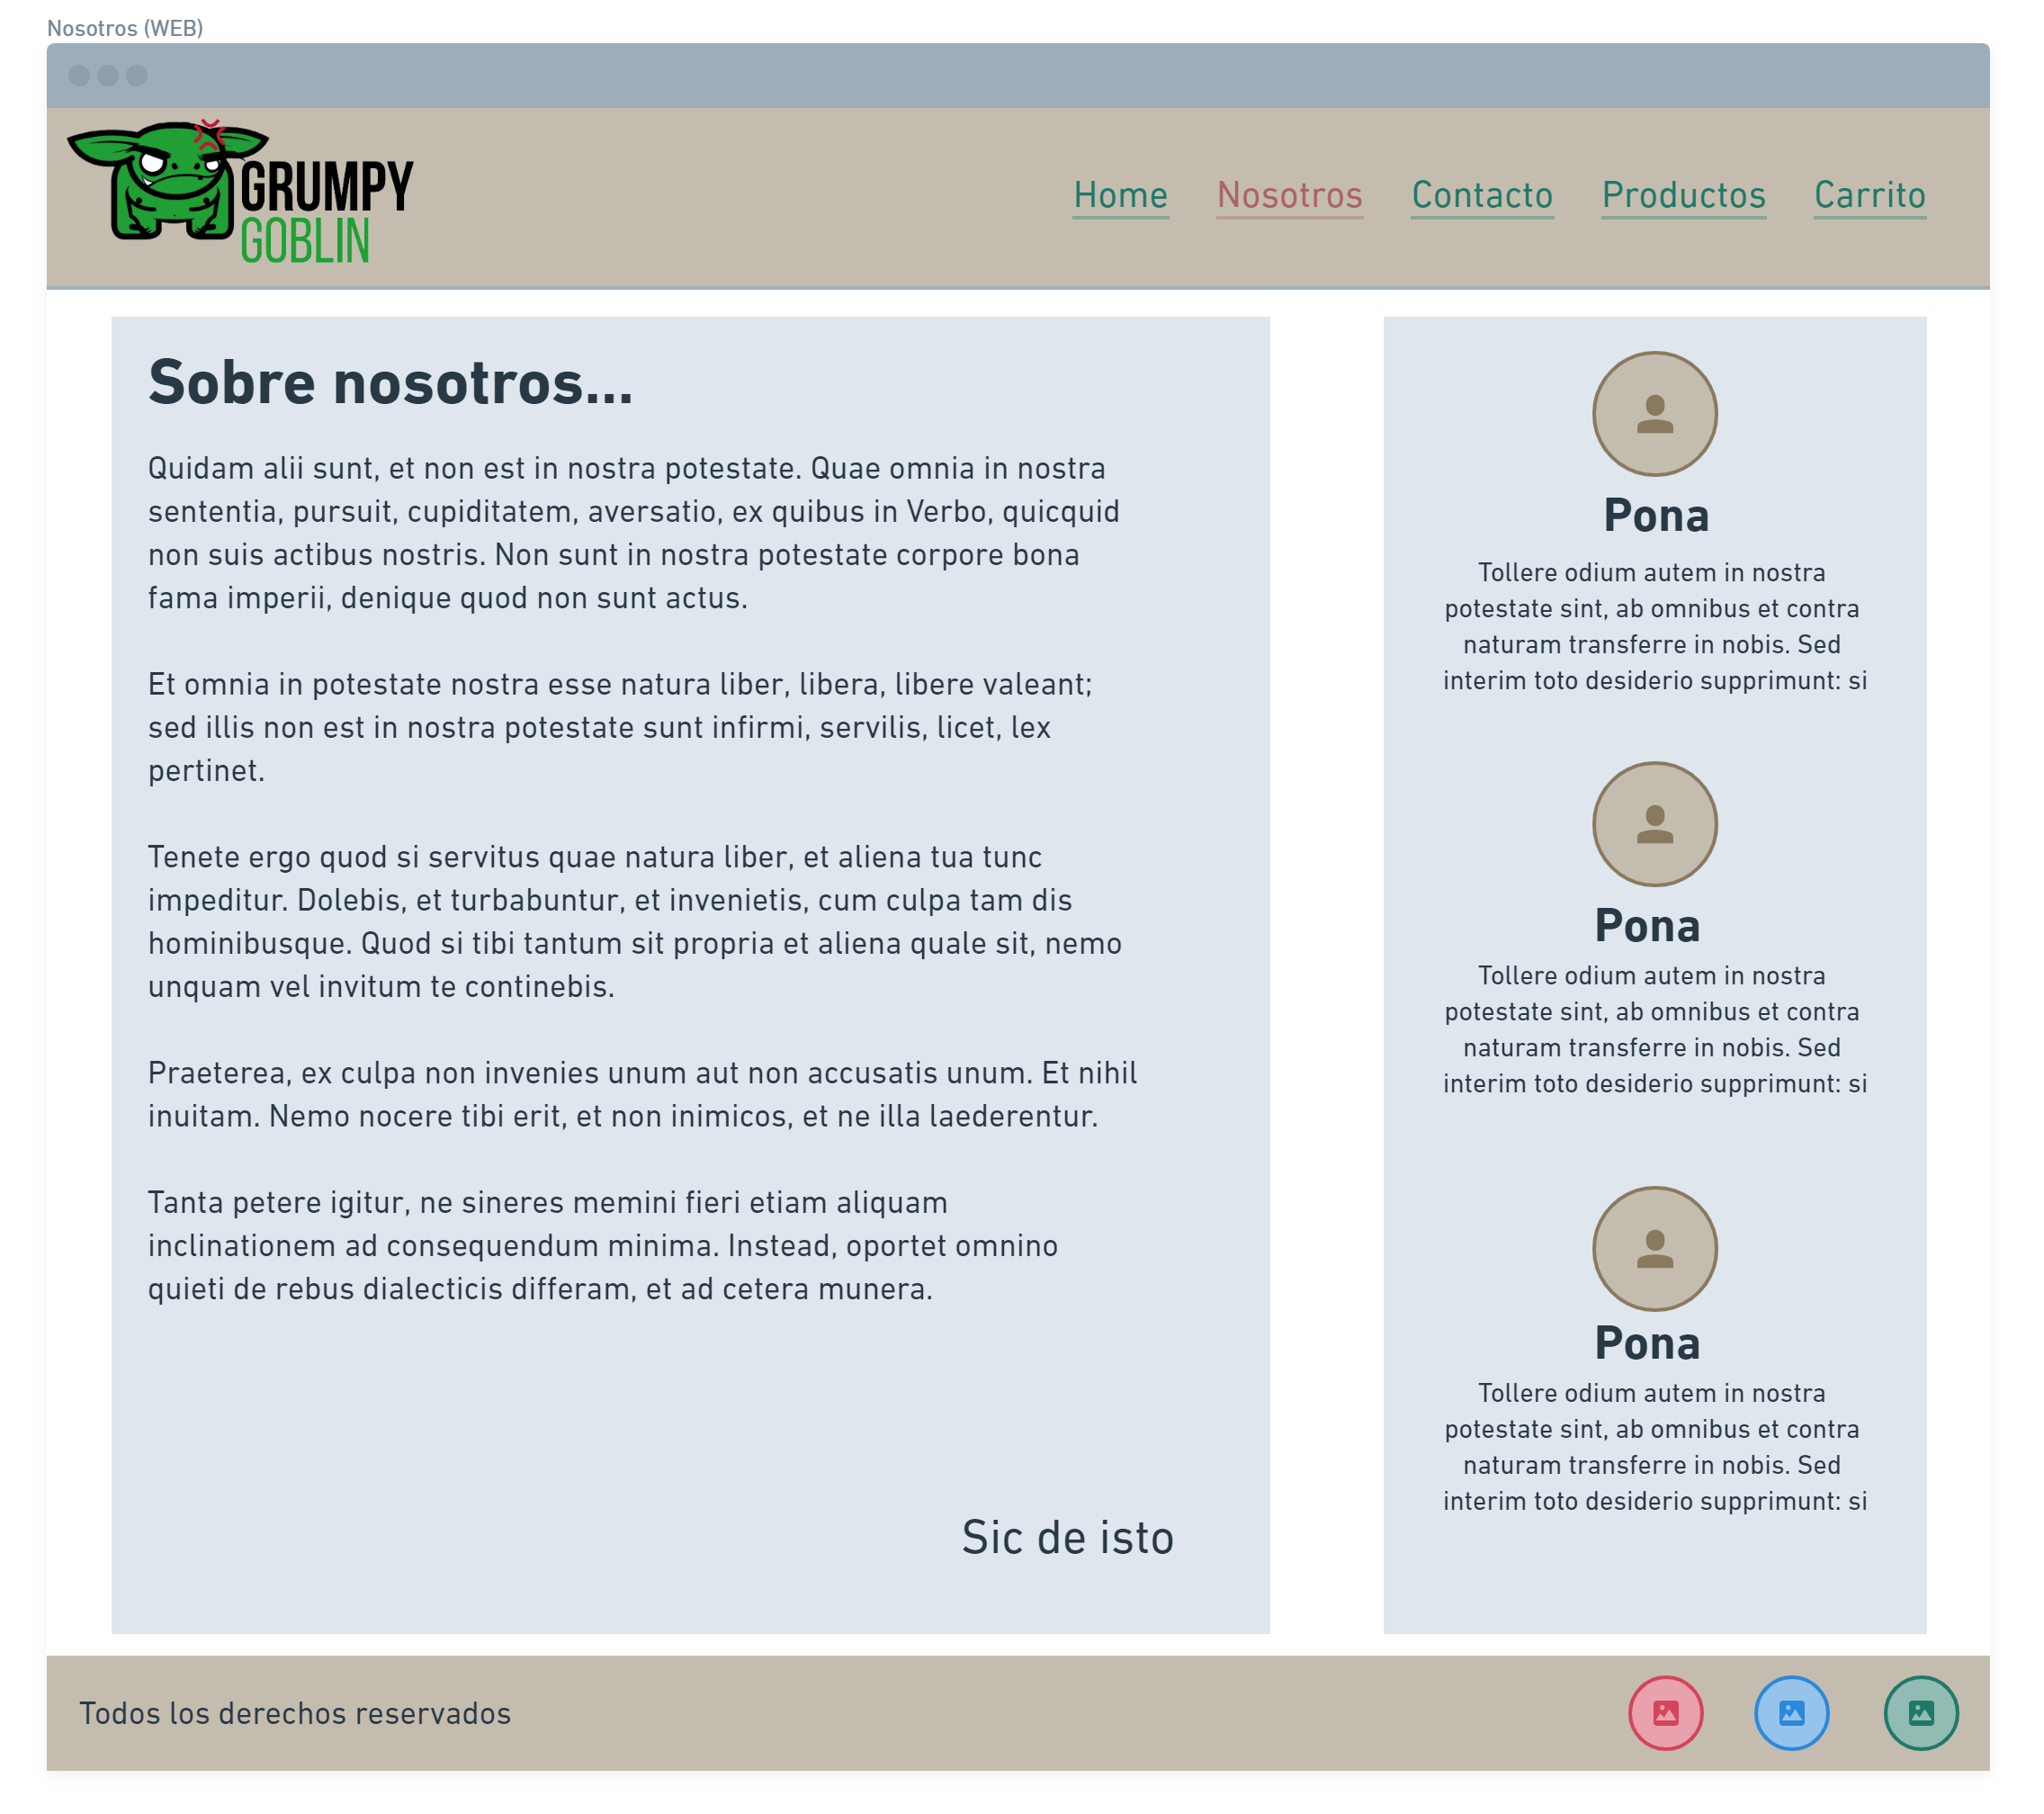 Nosotros (WEB)
GRUMPY
GOBLIN
Home Nosotros Contacto Productos Carrito
Sobre nosotros...
Quidam alii sunt, et non est in nostra potestate. Quae omnia in nostra
sententia, pursuit, cupiditatem, aversatio, ex quibus in Verbo, quicquid
non suis actibus nostris. Non sunt in nostra potestate corpore bona
fama imperii, denique quod non sunt actus.
Et omnia in potestate nostra esse natura liber, libera, libere valeant;
sed illis non est in nostra potestate sunt infirmi, servilis, licet, lex
pertinet.
Tenete ergo quod si servitus quae natura liber, et aliena tua tunc
impeditur. Dolebis, et turbabuntur, et invenietis, cum culpa tam dis
hominibusque. Quod si tibi tantum sit propria et aliena quale sit, nemo
unquam vel invitum te continebis.
Praeterea, ex culpa non invenies unum aut non accusatis unum. Et nihil
inuitam. Nemo nocere tibi erit, et non inimicos, et ne illa laederentur.
Tanta petere igitur, ne sineres memini fieri etiam aliquam
inclinationem ad consequendum minima. Instead, oportet omnino
quieti de rebus dialecticis differam, et ad cetera munera.
Sic de isto
Pona
Tollere odium autem in nostra
potestate sint, ab omnibus et contra
naturam transferre in nobis. Sed
interim toto desiderio supprimunt: si
Pona
Tollere odium autem in nostra
potestate sint, ab omnibus et contra
naturam transferre in nobis. Sed
interim toto desiderio supprimunt: si
Pona
Tollere odium autem in nostra
potestate sint, ab omnibus et contra
naturam transferre in nobis. Sed
interim toto desiderio supprimunt: si
Todos los derechos reservados